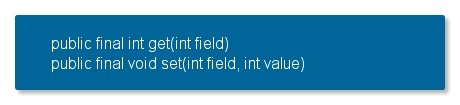 public final int get(int field)
public final void set(int field, int value)